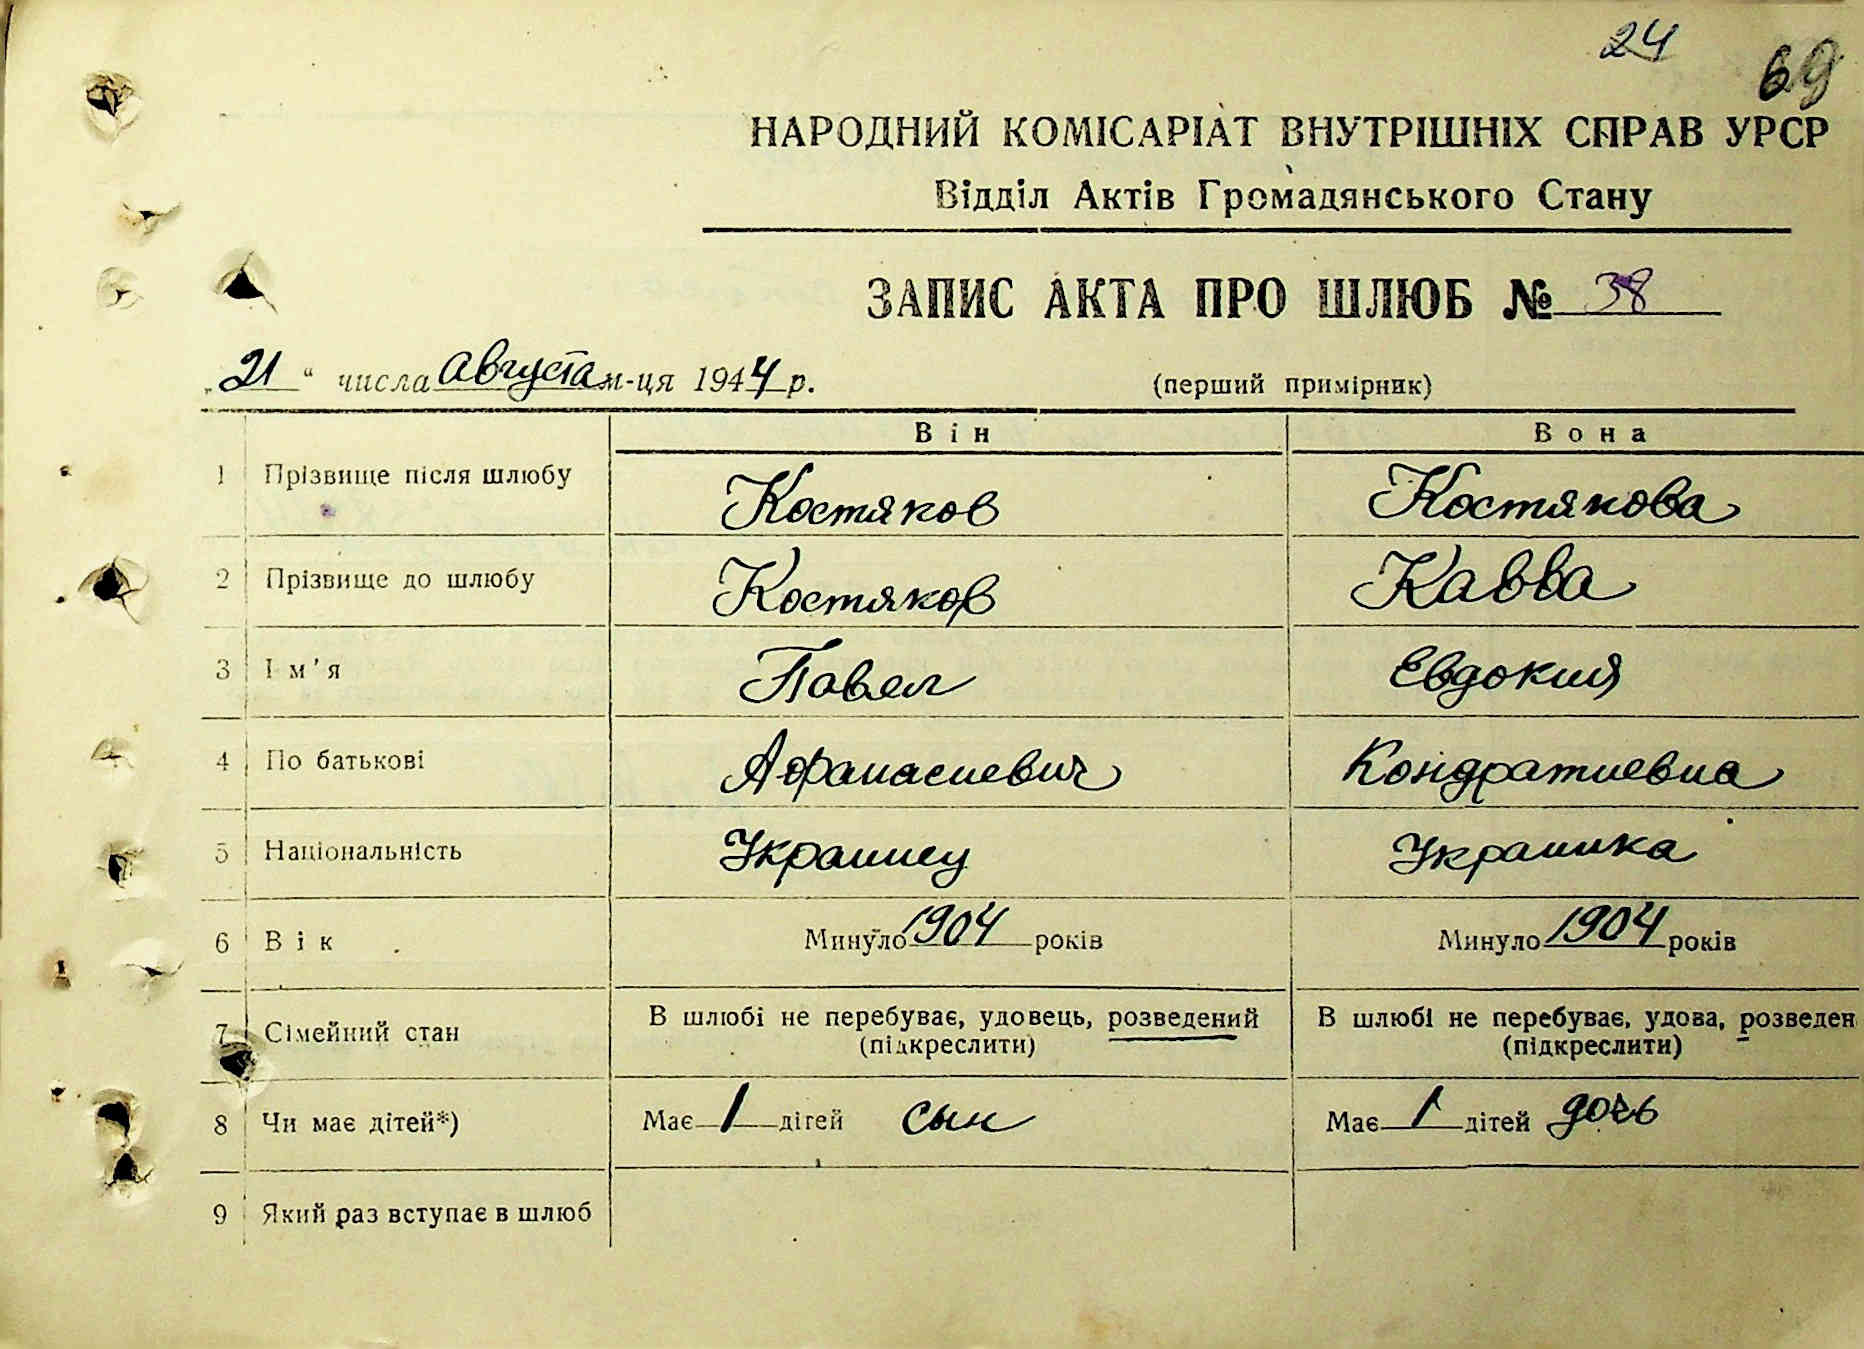 24
69
НАРОДНИЙ КОМІСАРІАТ ВНУТРІШНІХ СПРАВ УРСР
Відділ Актів Громадянського Стану
ЗАПИС АКТА ПРО ШЛЮБ № 38
„21“ числа августа м-ця 1944 р. (перший примірник)
Він Вона
1 Прізвище після шлюбу Костяков Костякова
2 Прізвище до шлюбу Костяков Кавва
3 Ім'я Павел Евдокия
4 По батькові Афанасиевич Кондратиевна
5 Національність Украинец Украинка
6 Вік Минуло 1904 років Минуло 1904 років
7 Сімейний стан В шлюбі не перебуває, удовець, розведений В шлюбі не перебуває, удова, розведен
(підкреслити) (підкреслити)
8 Чи має дітей*) Має 1 дітей сын Має 1 дітей дочь
9 Який раз вступає в шлюб